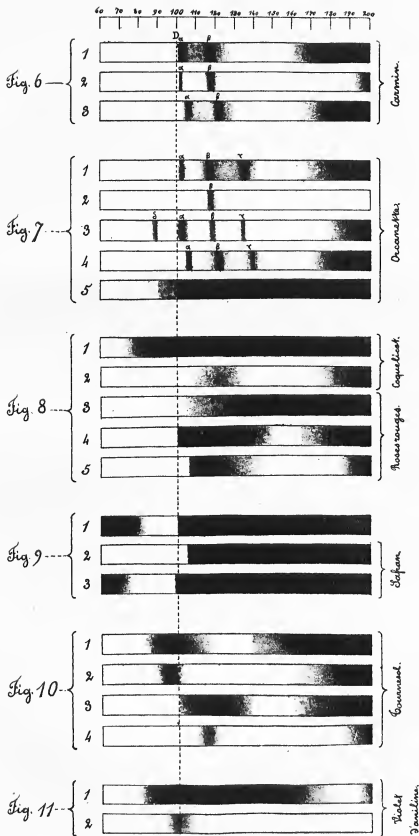 60 70 80 90 100 110 120 130 140 150 160 170 180 190 200
D α β
Fig. 6
1
2
α β
3
α β
Carmin.
Fig. 7
1
α β γ
2
β
3
δ α β γ
4
α β γ
5
Orcanette.
Fig. 8
1
2
Coquelicot.
3
4
5
Roses rouges.
Fig. 9
1
2
3
Sapan
Fig. 10
1
2
3
4
Tournesol.
Fig. 11
1
2
Violet
d'aniline.